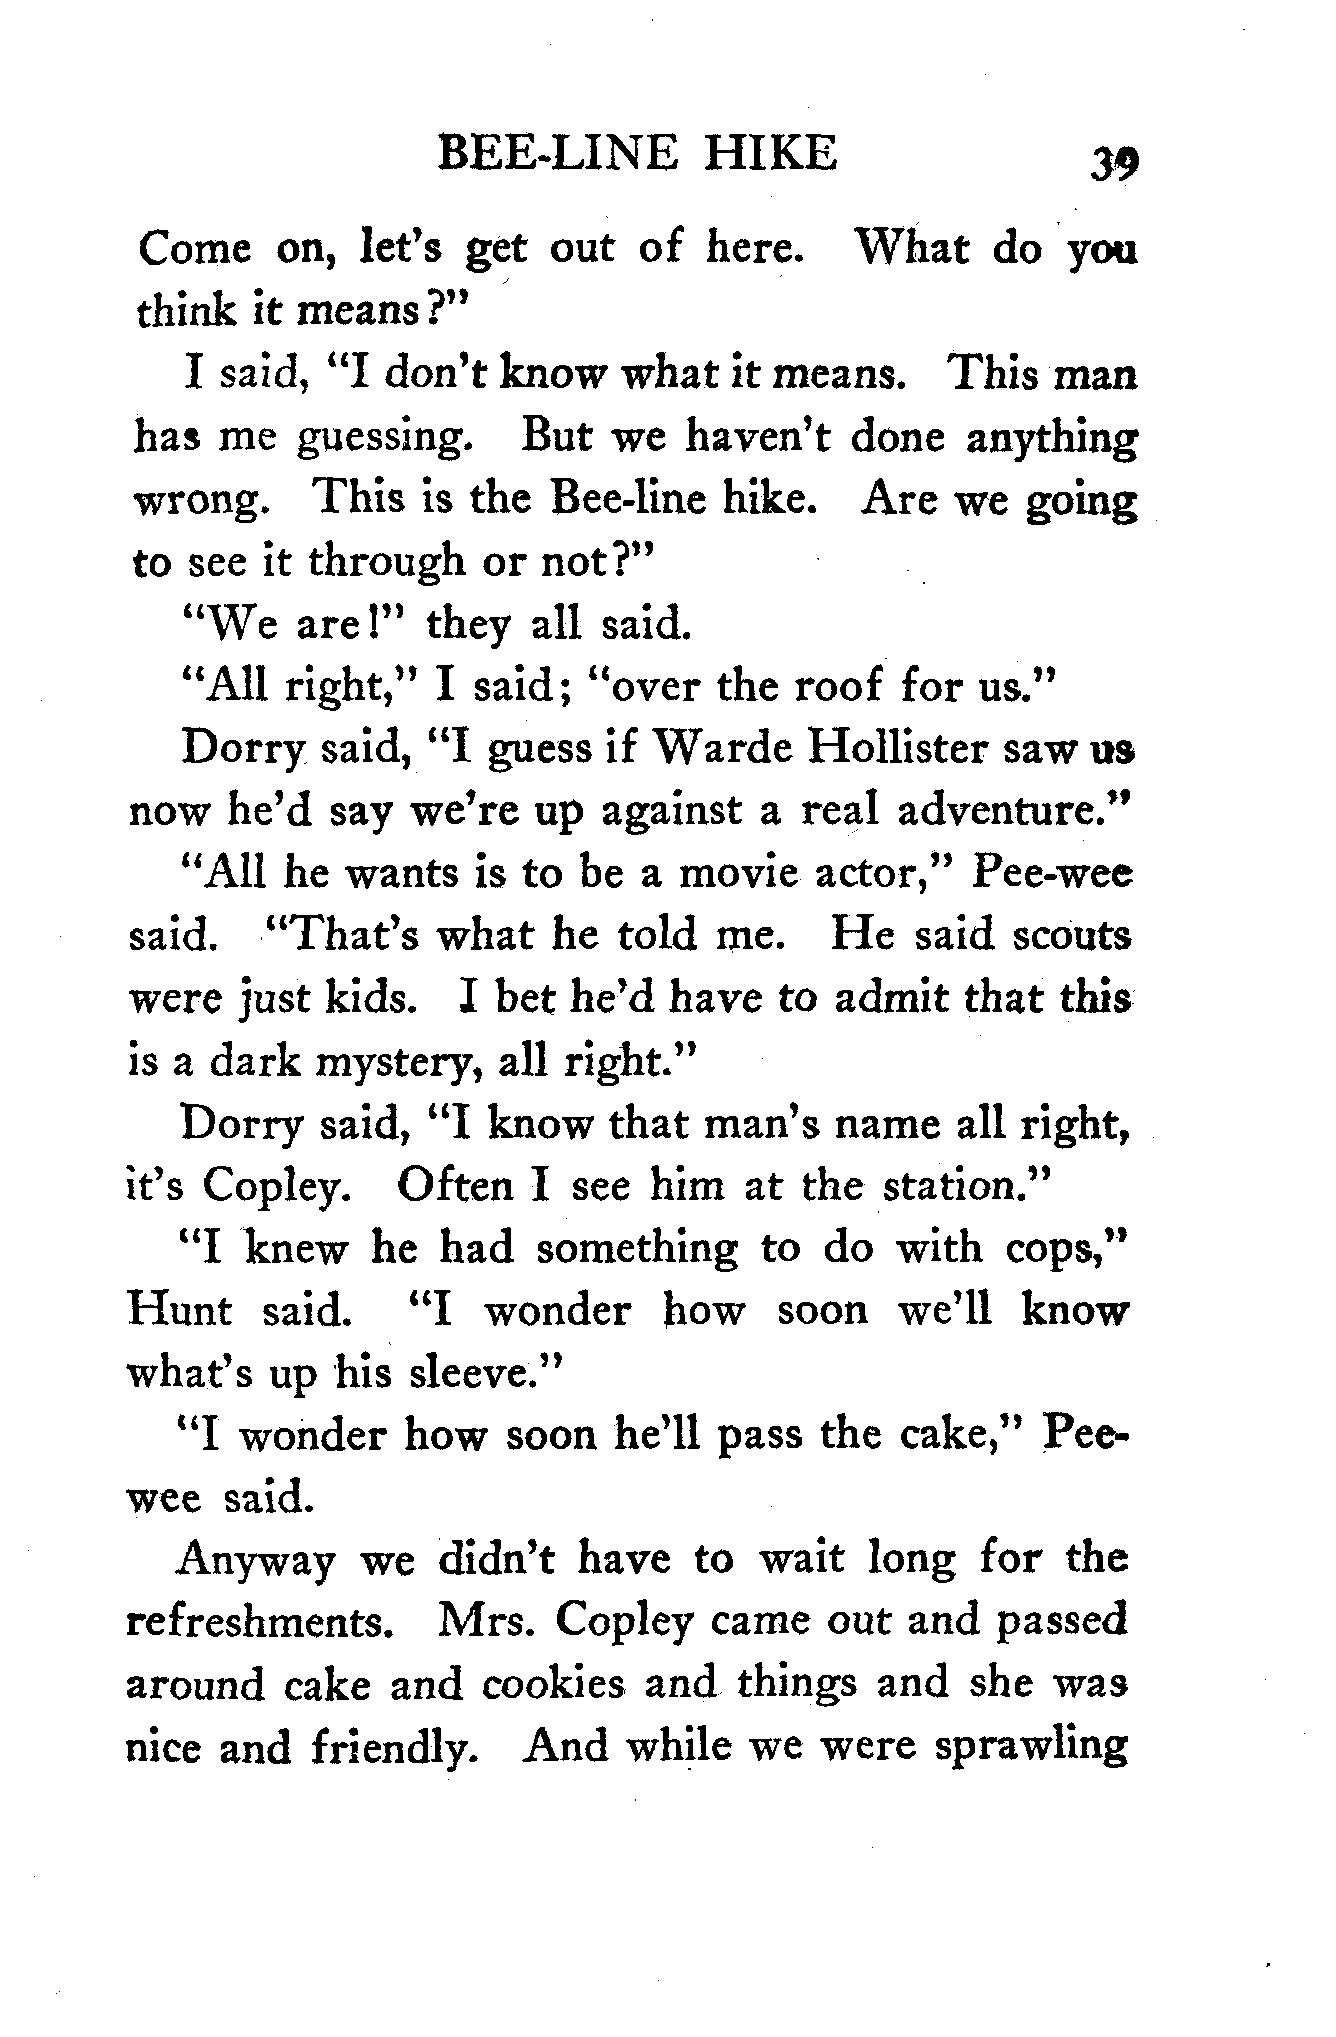 BEE-LINE HIKE 39
Come on, let's get out of here. What do you
think it means?"
I said, "I don't know what it means. This man
has me guessing. But we haven't done anything
wrong. This is the Bee-line hike. Are we going
to see it through or not?"
"We are!" they all said.
"All right," I said; "over the roof for us."
Dorry said, "I guess if Warde Hollister saw us
now he'd say we're up against a real adventure."
"All he wants is to be a movie actor," Pee-wee
said. "That's what he told me. He said scouts
were just kids. I bet he'd have to admit that this
is a dark mystery, all right."
Dorry said, "I know that man's name all right,
it's Copley. Often I see him at the station."
"I knew he had something to do with cops,"
Hunt said. "I wonder how soon we'll know
what's up his sleeve."
"I wonder how soon he'll pass the cake," Pee-
wee said.
Anyway we didn't have to wait long for the
refreshments. Mrs. Copley came out and passed
around cake and cookies and things and she was
nice and friendly. And while we were sprawling